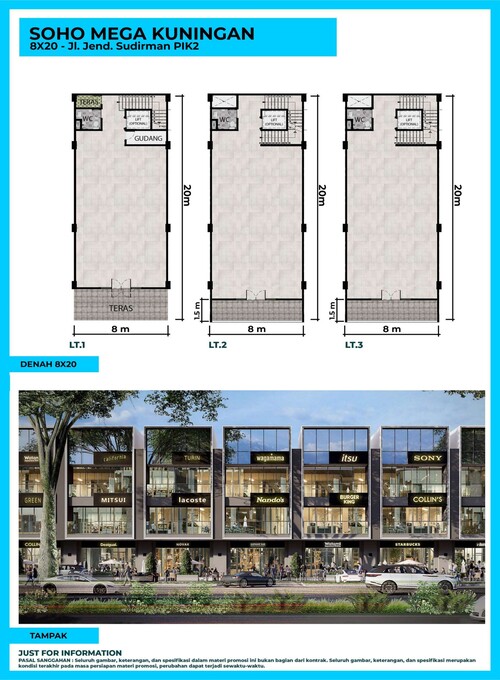 SOHO MEGA KUNINGAN
8X20 - Jl. Jend. Sudirman PIK2
TERAS
WC
LIFT
(OPTIONAL)
GUDANG
TERAS
20m
8 m
LT.1
WC
LIFT
(OPTIONAL)
20m
1.5 m
8 m
LT.2
WC
LIFT
(OPTIONAL)
20m
1.5 m
8 m
LT.3
DENAH 8X20
california
TURIN
wagamama
itsu
SONY
GREEN
MITSUI
lacoste
Nando's
BURGER
KING
COLLIN'S
COLLIN
Desigual
STARBUCKS
TAMPAK
JUST FOR INFORMATION
PASAL SANGGAHAN : Seluruh gambar, keterangan, dan spesifikasi dalam materi promosi ini bukan bagian dari kontrak. Seluruh gambar, keterangan, dan spesifikasi merupakan
kondisi terakhir pada masa persiapan materi promosi, perubahan dapat terjadi sewaktu-waktu.